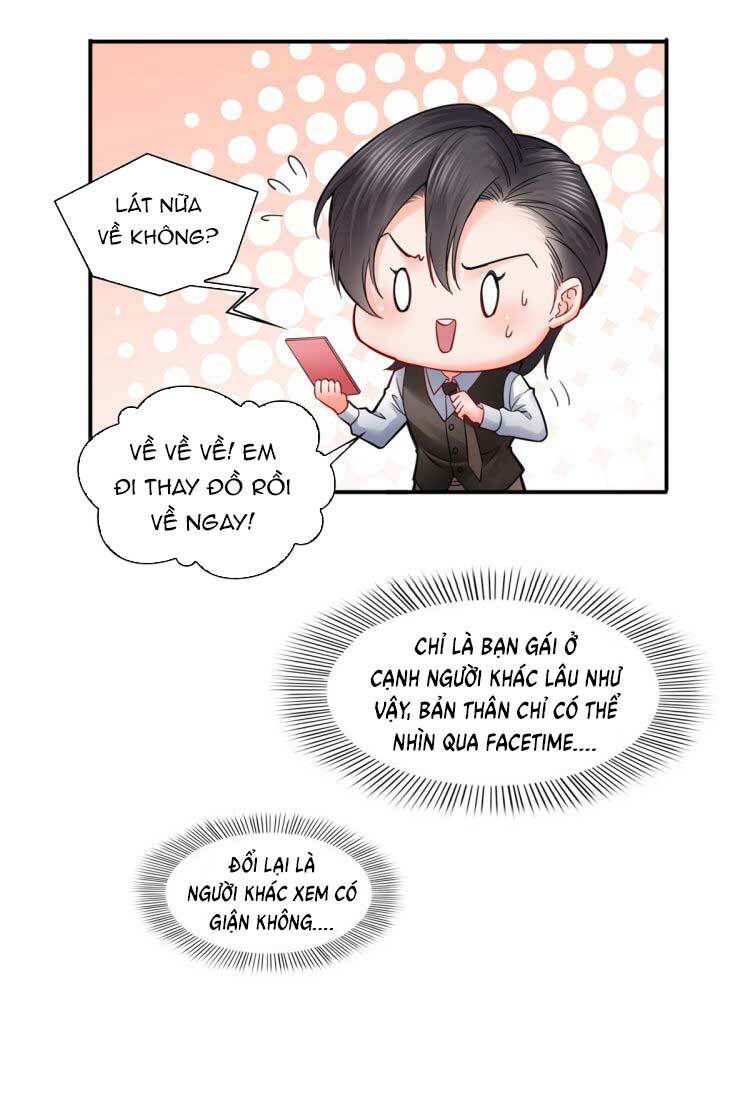 LÁT NỮA
VỀ KHÔNG?
VỀ VỀ VỀ! EM
ĐI THAY ĐỒ RỒI
VỀ NGAY!
CHỈ LÀ BẠN GÁI Ở
CẠNH NGƯỜI KHÁC LÂU NHƯ
VẬY, BẢN THÂN CHỈ CÓ THỂ
NHÌN QUA FACETIME....
ĐỔI LẠI LÀ
NGƯỜI KHÁC XEM CÓ
GIẬN KHÔNG....